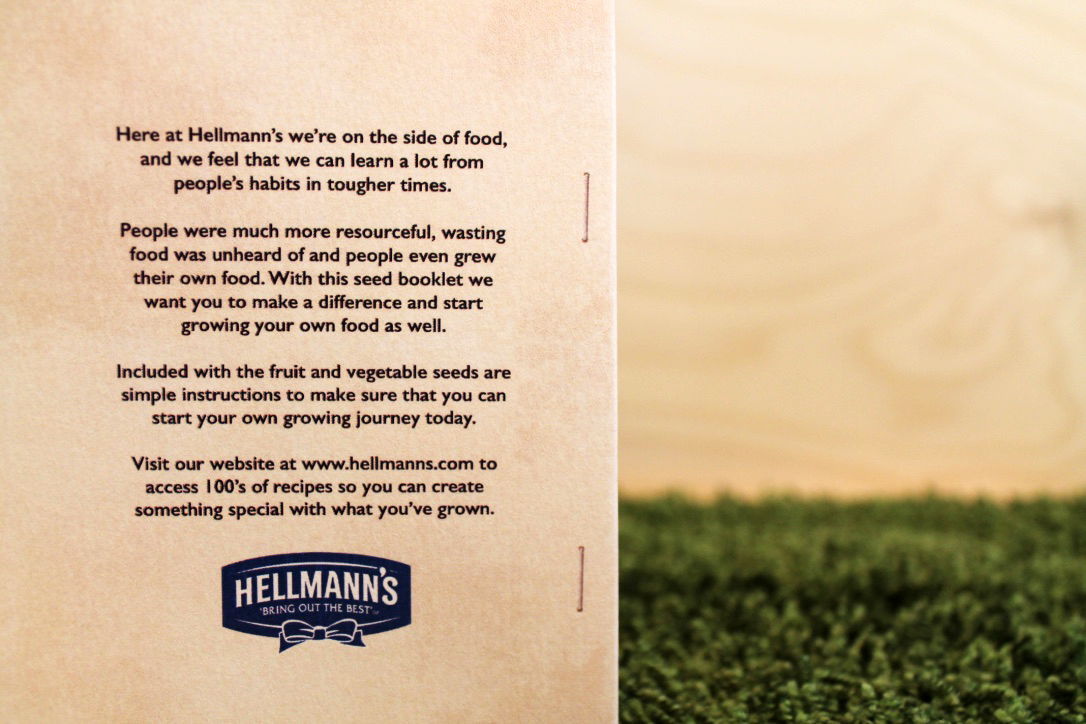 Here at Hellmann's we're on the side of food,
and we feel that we can learn a lot from
people's habits in tougher times.
People were much more resourceful, wasting
food was unheard of and people even grew
their own food. With this seed booklet we
want you to make a difference and start
growing your own food as well.
Included with the fruit and vegetable seeds are
simple instructions to make sure that you can
start your own growing journey today.
Visit our website at www.hellmanns.com to
access 100's of recipes so you can create
something special with what you've grown.
HELLMANN'S
"BRING OUT THE BEST"